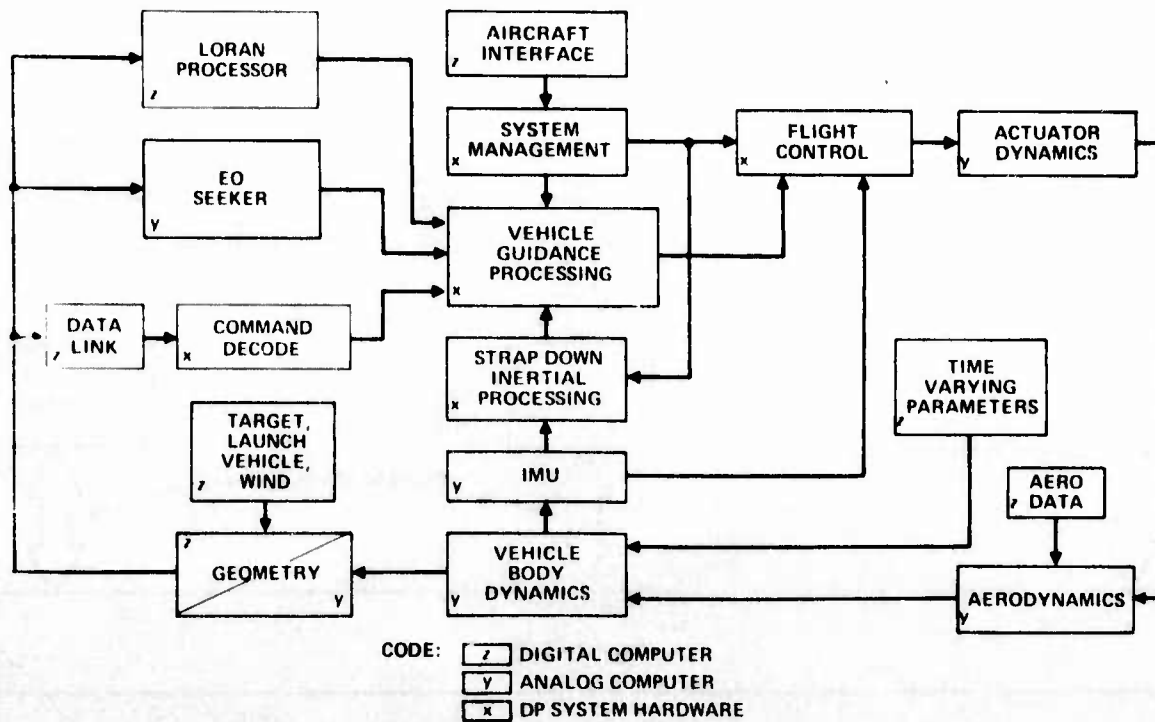 LORAN
PROCESSOR
z
AIRCRAFT
INTERFACE
z
SYSTEM
MANAGEMENT
x
FLIGHT
CONTROL
x
ACTUATOR
DYNAMICS
y
EO
SEEKER
y
VEHICLE
GUIDANCE
PROCESSING
x
DATA
LINK
z
COMMAND
DECODE
x
STRAP DOWN
INERTIAL
PROCESSING
x
TIME
VARYING
PARAMETERS
z
TARGET,
LAUNCH
VEHICLE,
WIND
z
IMU
y
AERO
DATA
z
z
GEOMETRY
y
VEHICLE
BODY
DYNAMICS
y
AERODYNAMICS
y
CODE:
z DIGITAL COMPUTER
y ANALOG COMPUTER
x DP SYSTEM HARDWARE